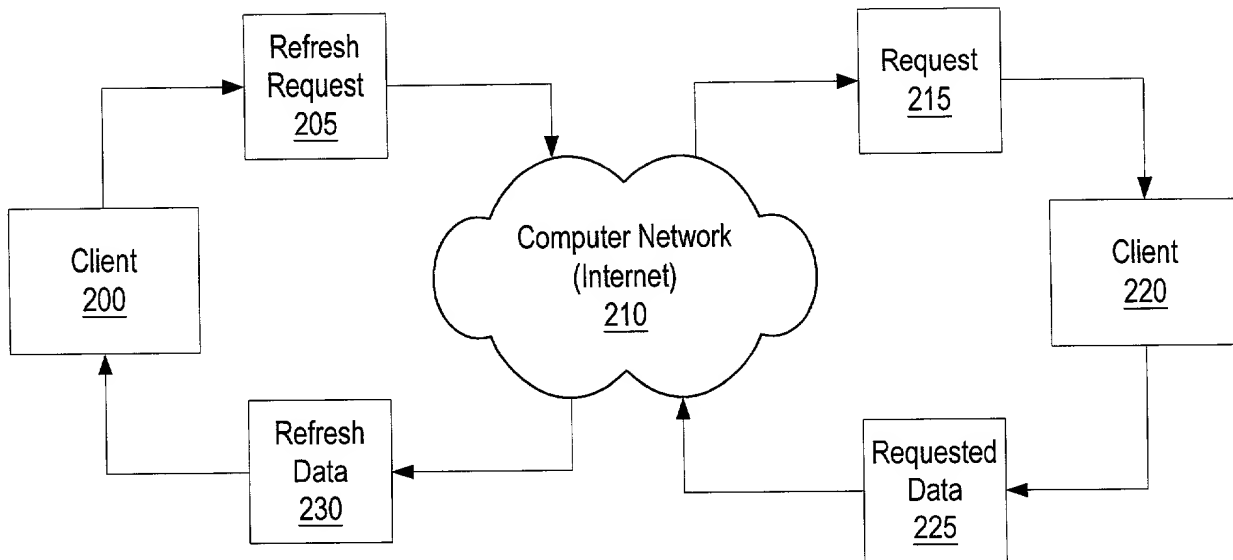 Refresh
Request
205
Request
215
Client
200
Computer Network
(Internet)
210
Client
220
Refresh
Data
230
Requested
Data
225